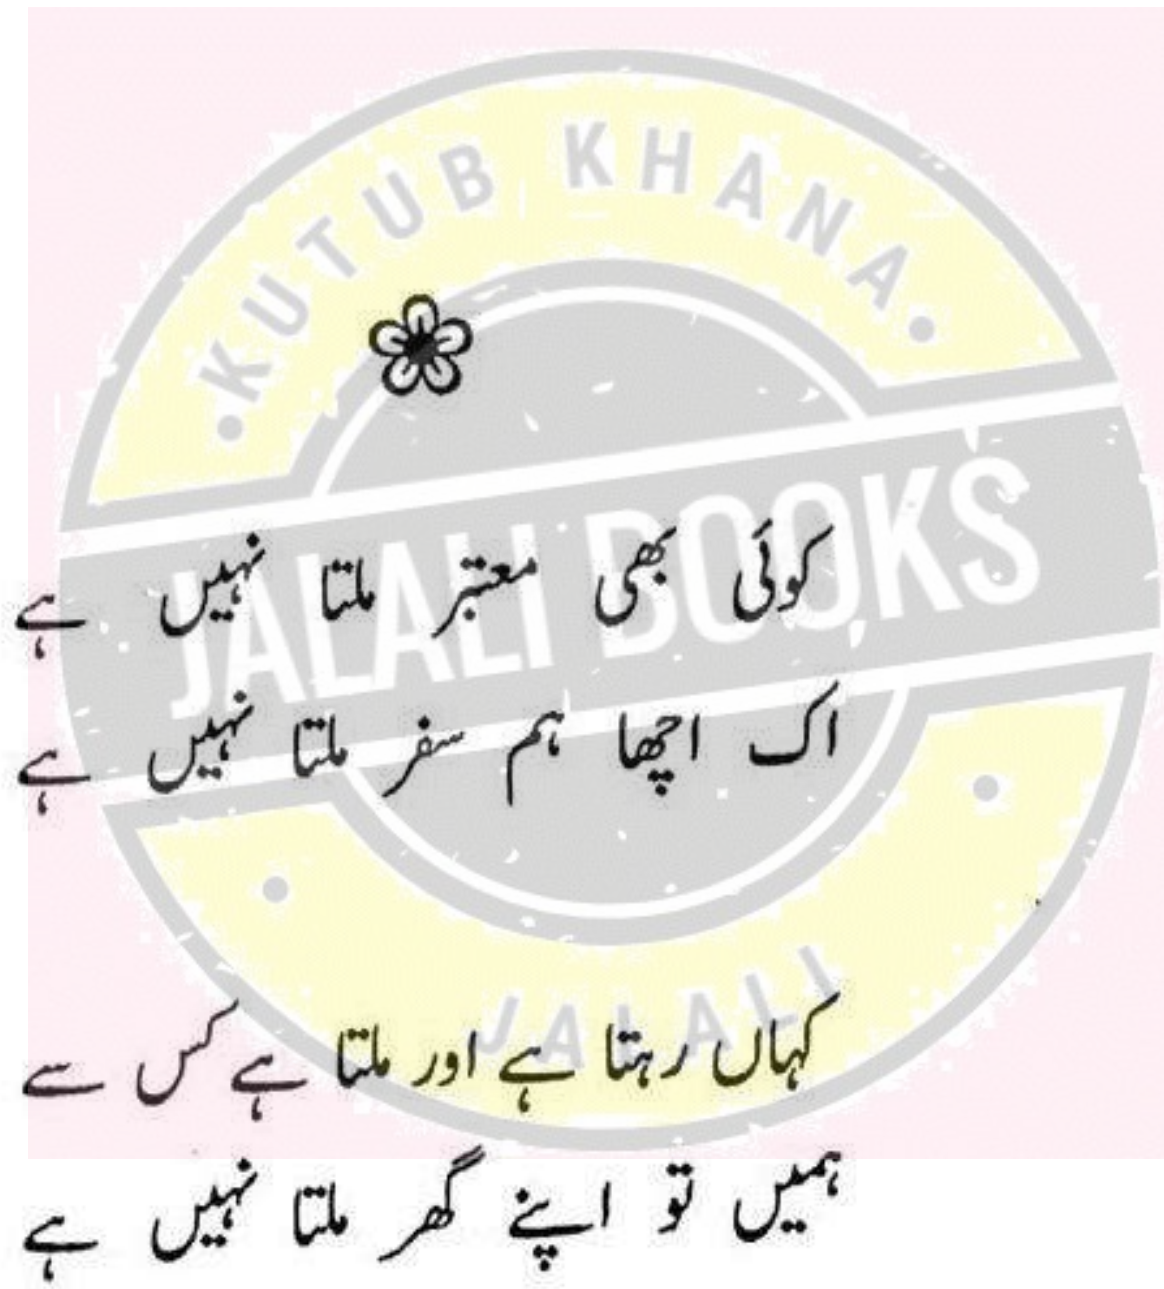 KUTUB KHANA
JALALI BOOKS
کوئی بھی معتبر ملتا نہیں ہے
اک اچھا ہم سفر ملتا نہیں ہے
JALALI
کہاں رہتا ہے اور ملتا ہے کس سے
ہمیں تو اپنے گھر ملتا نہیں ہے